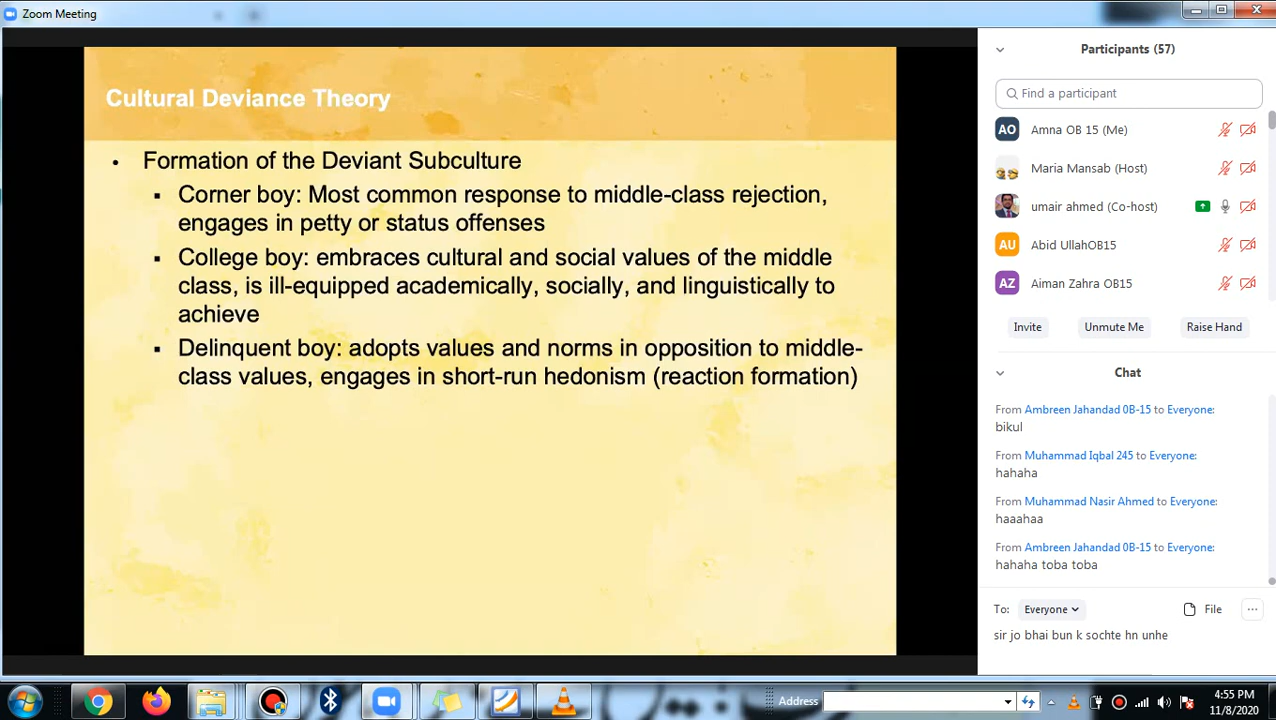 Zoom Meeting
Cultural Deviance Theory
• Formation of the Deviant Subculture
▪ Corner boy: Most common response to middle-class rejection,
engages in petty or status offenses
▪ College boy: embraces cultural and social values of the middle
class, is ill-equipped academically, socially, and linguistically to
achieve
▪ Delinquent boy: adopts values and norms in opposition to middle-
class values, engages in short-run hedonism (reaction formation)
Participants (57)
Find a participant
AO Amna OB 15 (Me)
Maria Mansab (Host)
umair ahmed (Co-host)
AU Abid UllahOB15
AZ Aiman Zahra OB15
Invite Unmute Me Raise Hand
Chat
From Ambreen Jahandad 0B-15 to Everyone:
bikul
From Muhammad Iqbal 245 to Everyone:
hahaha
From Muhammad Nasir Ahmed to Everyone:
haaahaa
From Ambreen Jahandad 0B-15 to Everyone:
hahaha toba toba
To: Everyone File ...
sir jo bhai bun k sochte hn unhe
Address
4:55 PM
11/8/2020